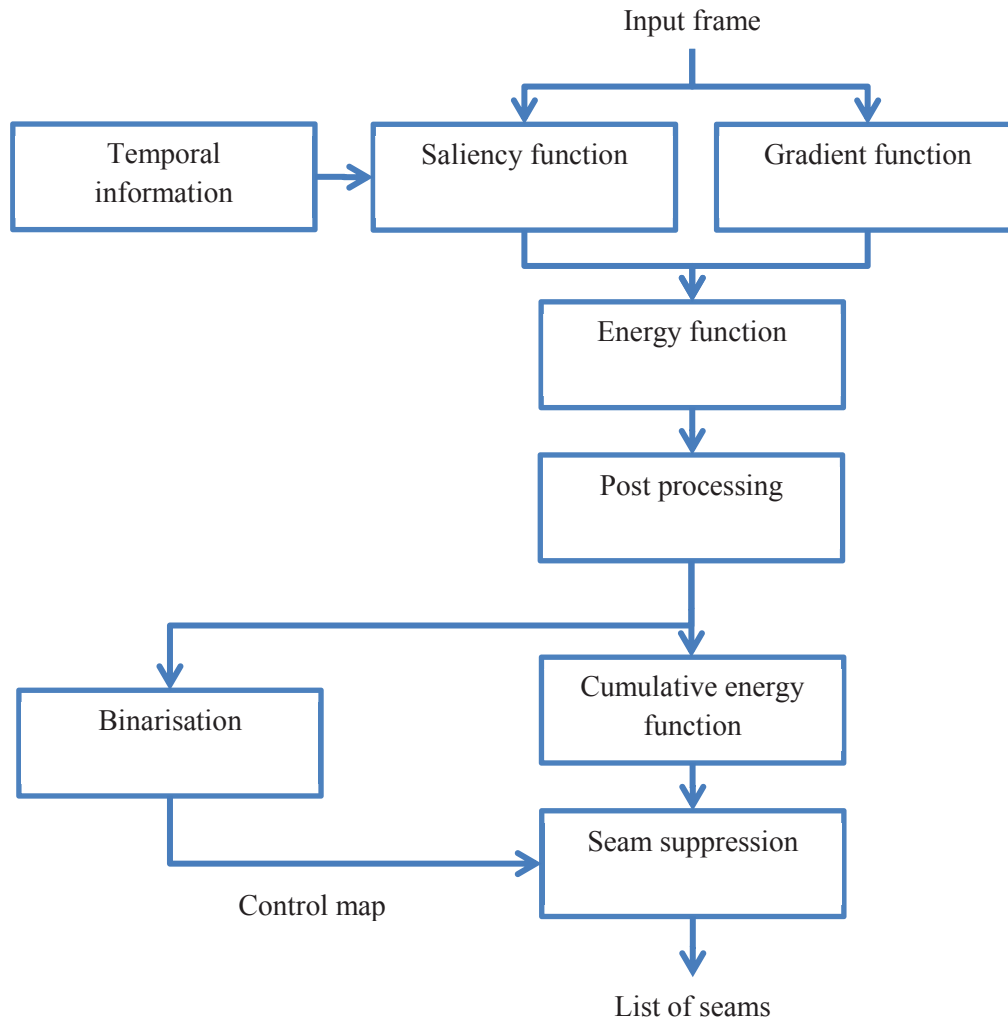 Input frame
Temporal
information
Saliency function
Gradient function
Energy function
Post processing
Binarisation
Cumulative energy
function
Seam suppression
Control map
List of seams